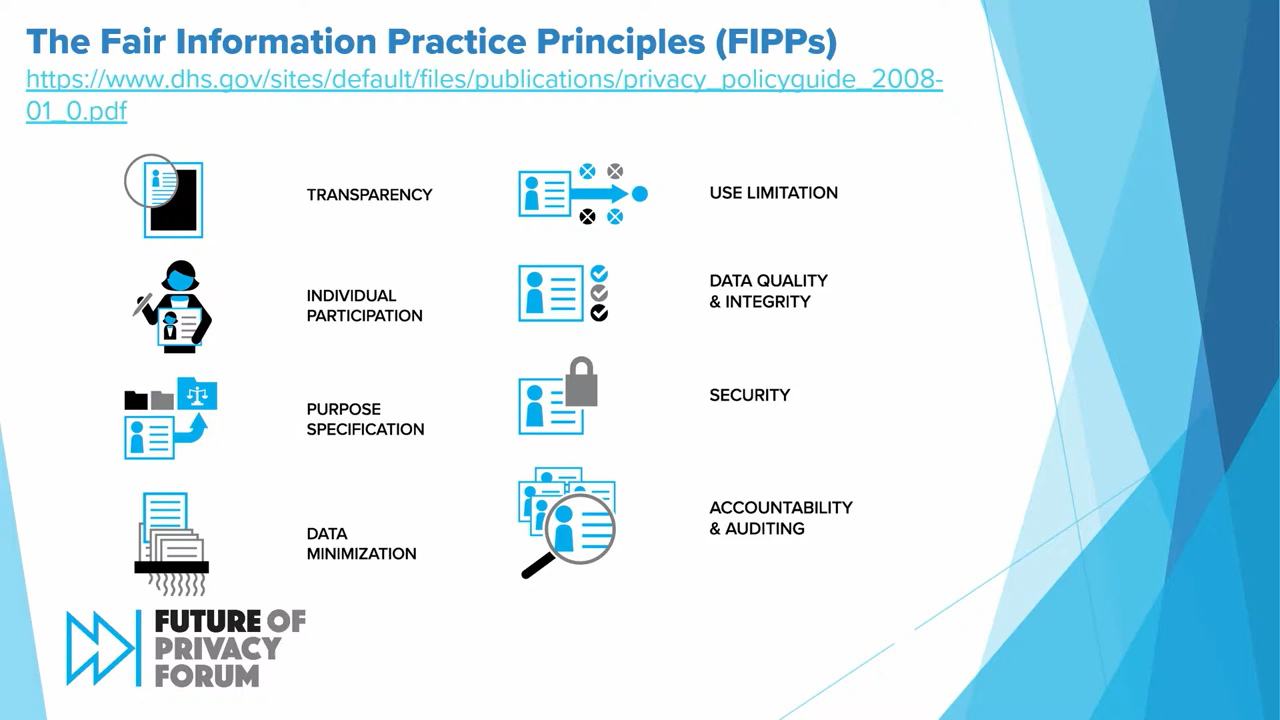 The Fair Information Practice Principles (FIPPs)
https://www.dhs.gov/sites/default/files/publications/privacy_policyguide_2008-
01_0.pdf
TRANSPARENCY
INDIVIDUAL
PARTICIPATION
PURPOSE
SPECIFICATION
DATA
MINIMIZATION
USE LIMITATION
DATA QUALITY
& INTEGRITY
SECURITY
ACCOUNTABILITY
& AUDITING
FUTURE OF
PRIVACY
FORUM